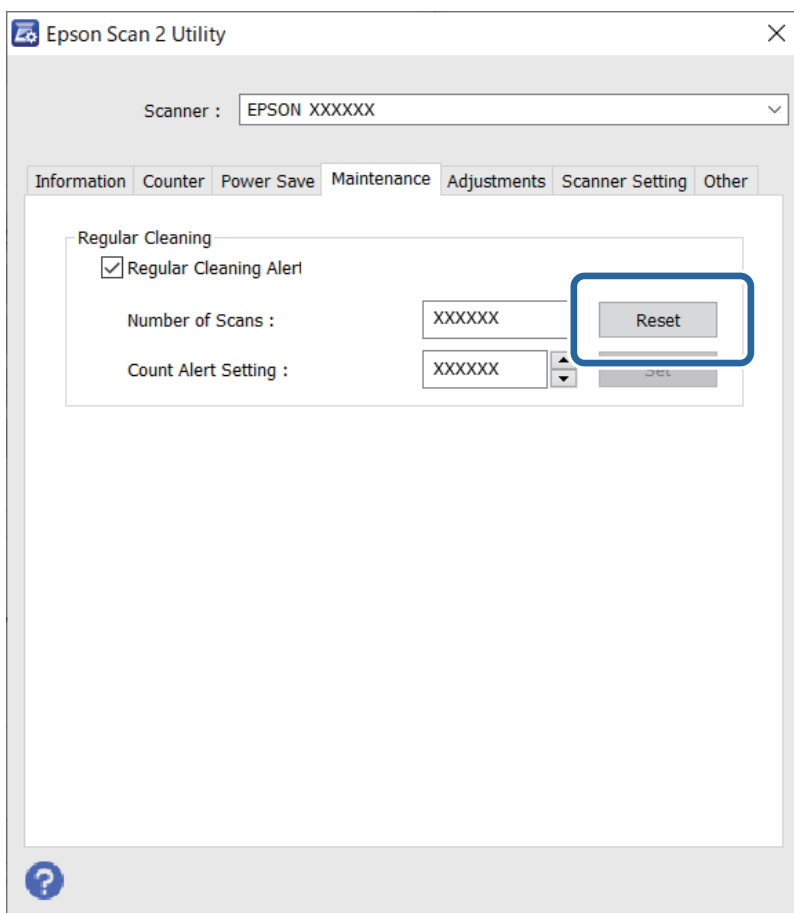 Epson Scan 2 Utility
Scanner : EPSON XXXXXX
Information Counter Power Save Maintenance Adjustments Scanner Setting Other
Regular Cleaning
Regular Cleaning Alert
Number of Scans : XXXXXX Reset
Count Alert Setting : XXXXXX Set
?